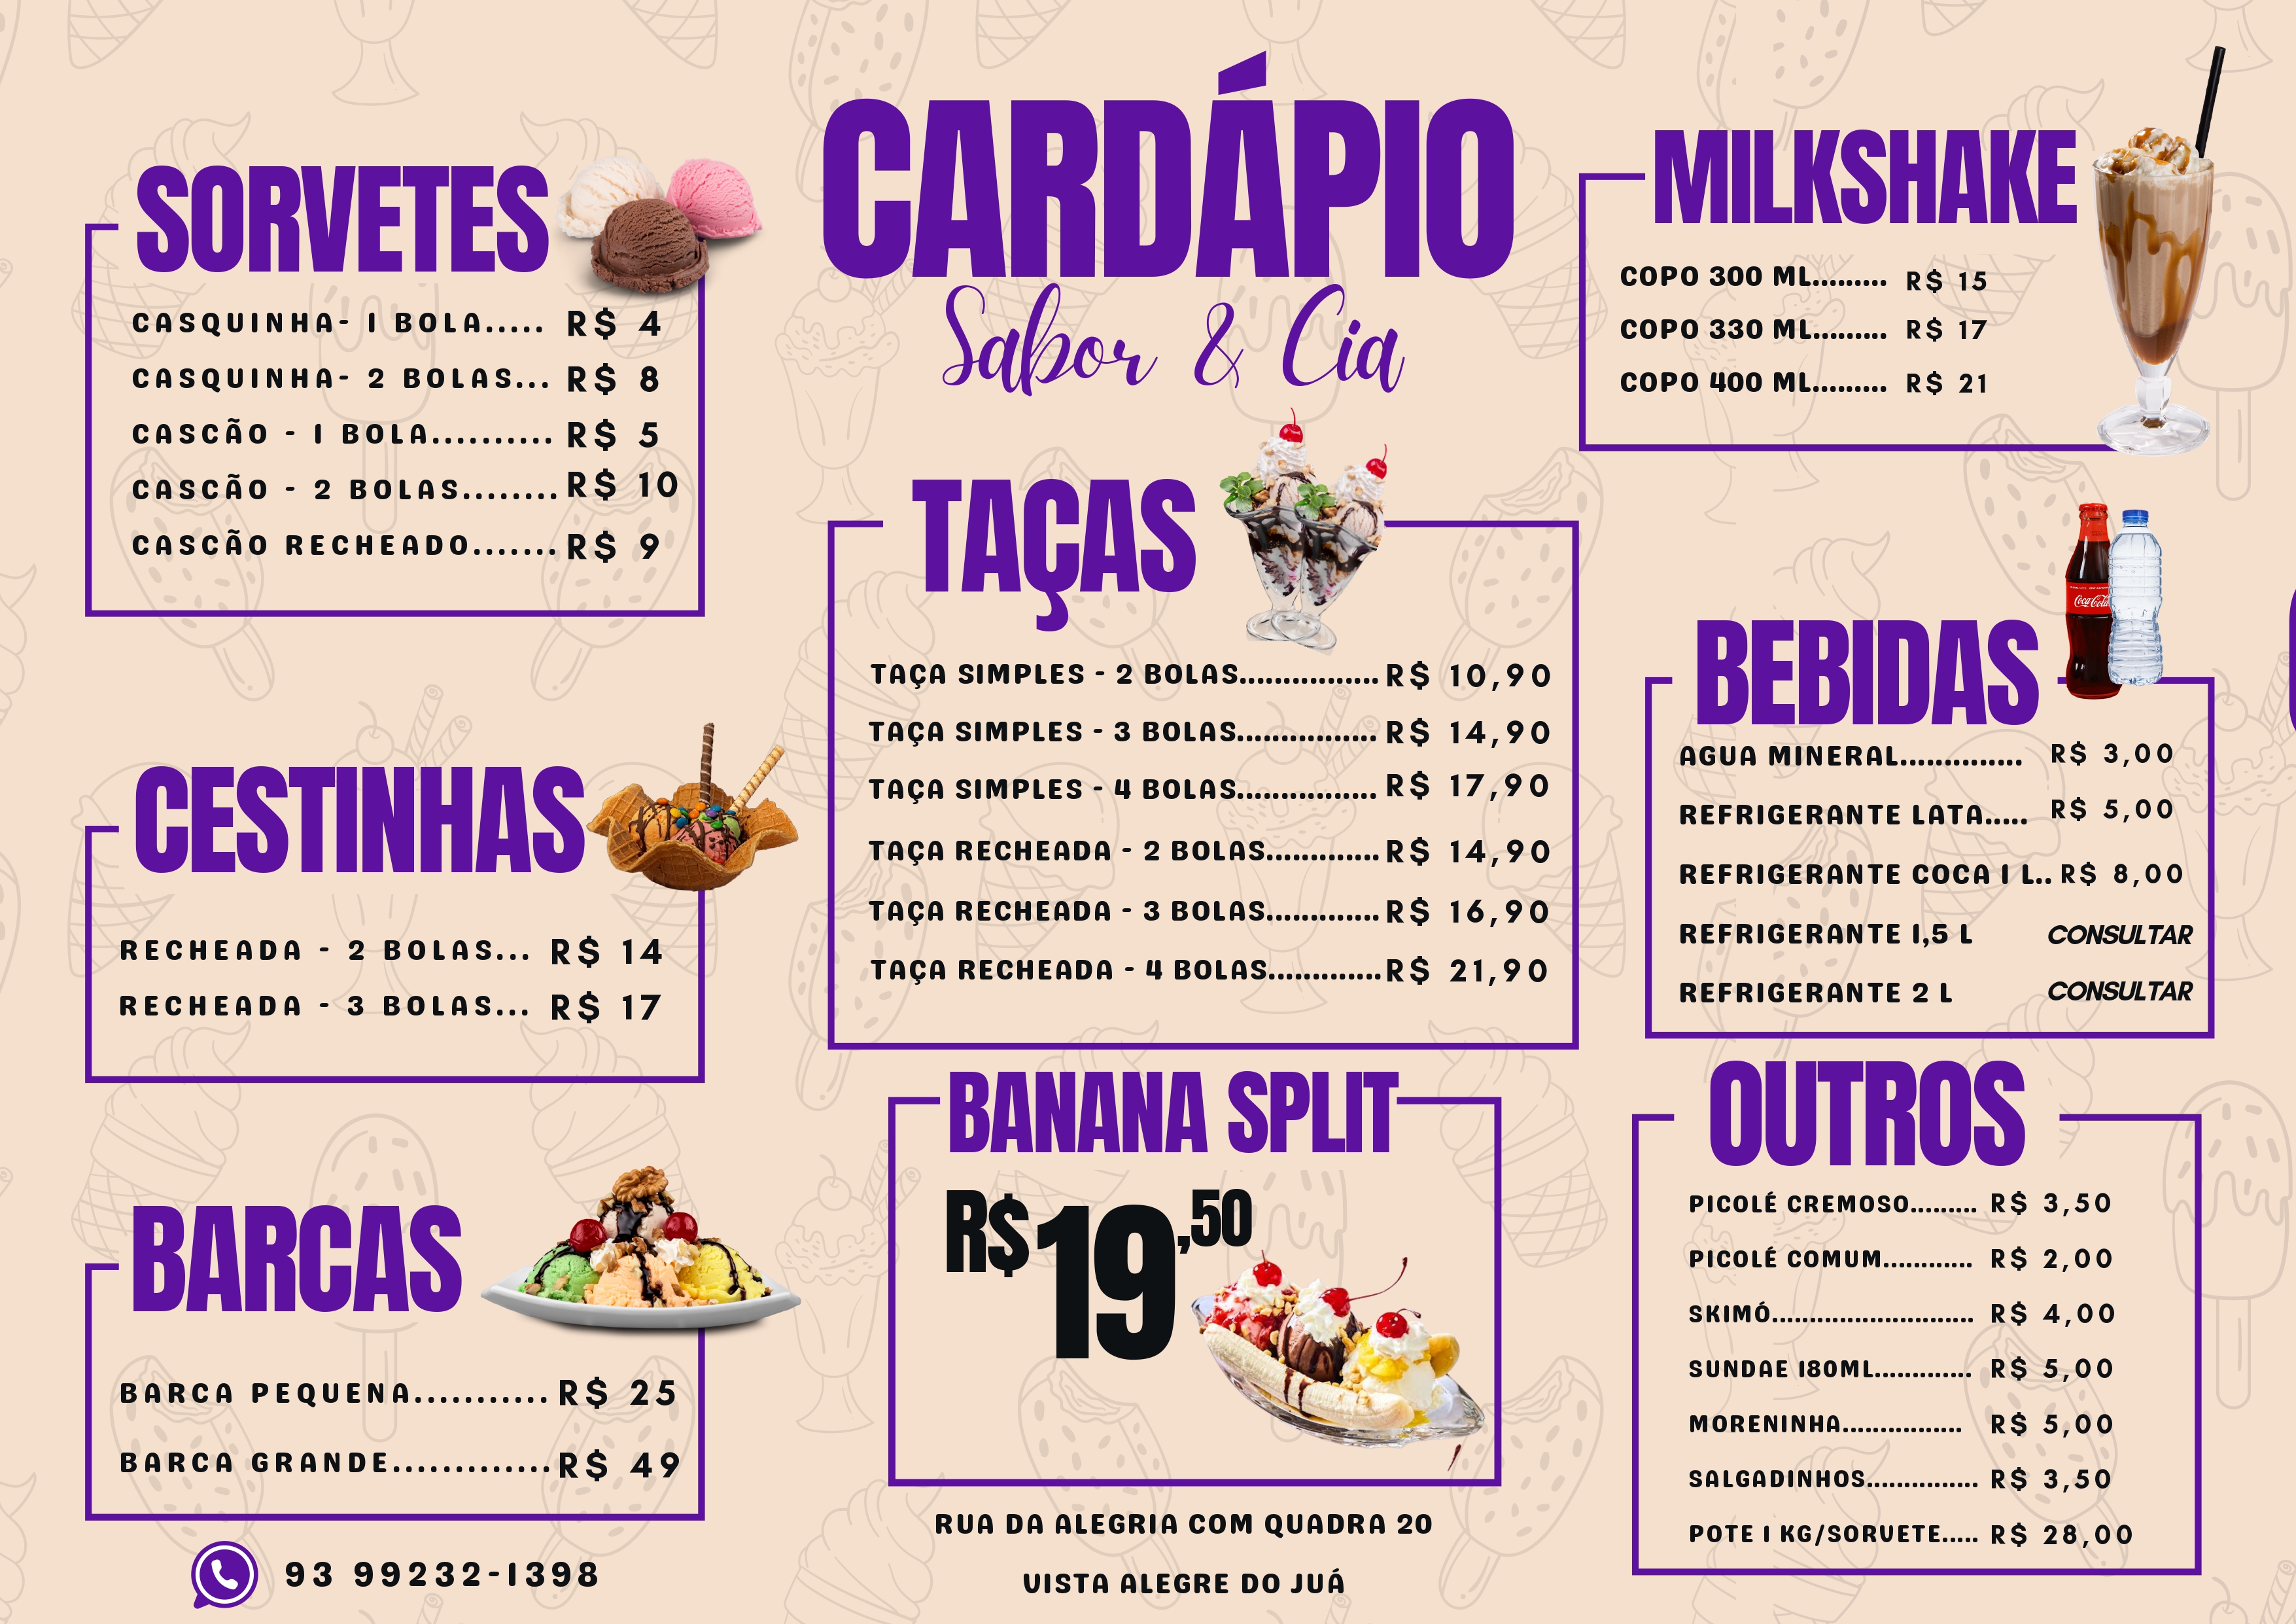 CARDÁPIO
Sabor & Cia
SORVETES
CASQUINHA- 1 BOLA..... R$ 4
CASQUINHA- 2 BOLAS... R$ 8
CASCÃO - 1 BOLA.......... R$ 5
CASCÃO - 2 BOLAS........ R$ 10
CASCÃO RECHEADO....... R$ 9
CESTINHAS
RECHEADA - 2 BOLAS... R$ 14
RECHEADA - 3 BOLAS... R$ 17
BARCAS
BARCA PEQUENA........... R$ 25
BARCA GRANDE............. R$ 49
93 99232-1398
TAÇAS
TAÇA SIMPLES - 2 BOLAS............... R$ 10,90
TAÇA SIMPLES - 3 BOLAS............... R$ 14,90
TAÇA SIMPLES - 4 BOLAS............... R$ 17,90
TAÇA RECHEADA - 2 BOLAS............ R$ 14,90
TAÇA RECHEADA - 3 BOLAS............ R$ 16,90
TAÇA RECHEADA - 4 BOLAS............ R$ 21,90
BANANA SPLIT
R$19,50
RUA DA ALEGRIA COM QUADRA 20
VISTA ALEGRE DO JUÁ
MILKSHAKE
COPO 300 ML......... R$ 15
COPO 330 ML......... R$ 17
COPO 400 ML......... R$ 21
Coca-Cola
BEBIDAS
AGUA MINERAL............. R$ 3,00
REFRIGERANTE LATA..... R$ 5,00
REFRIGERANTE COCA 1 L.. R$ 8,00
REFRIGERANTE 1,5 L CONSULTAR
REFRIGERANTE 2 L CONSULTAR
OUTROS
PICOLÉ CREMOSO......... R$ 3,50
PICOLÉ COMUM............ R$ 2,00
SKIMÓ........................... R$ 4,00
SUNDAE 180ML............. R$ 5,00
MORENINHA................ R$ 5,00
SALGADINHOS............... R$ 3,50
POTE 1 KG/SORVETE..... R$ 28,00